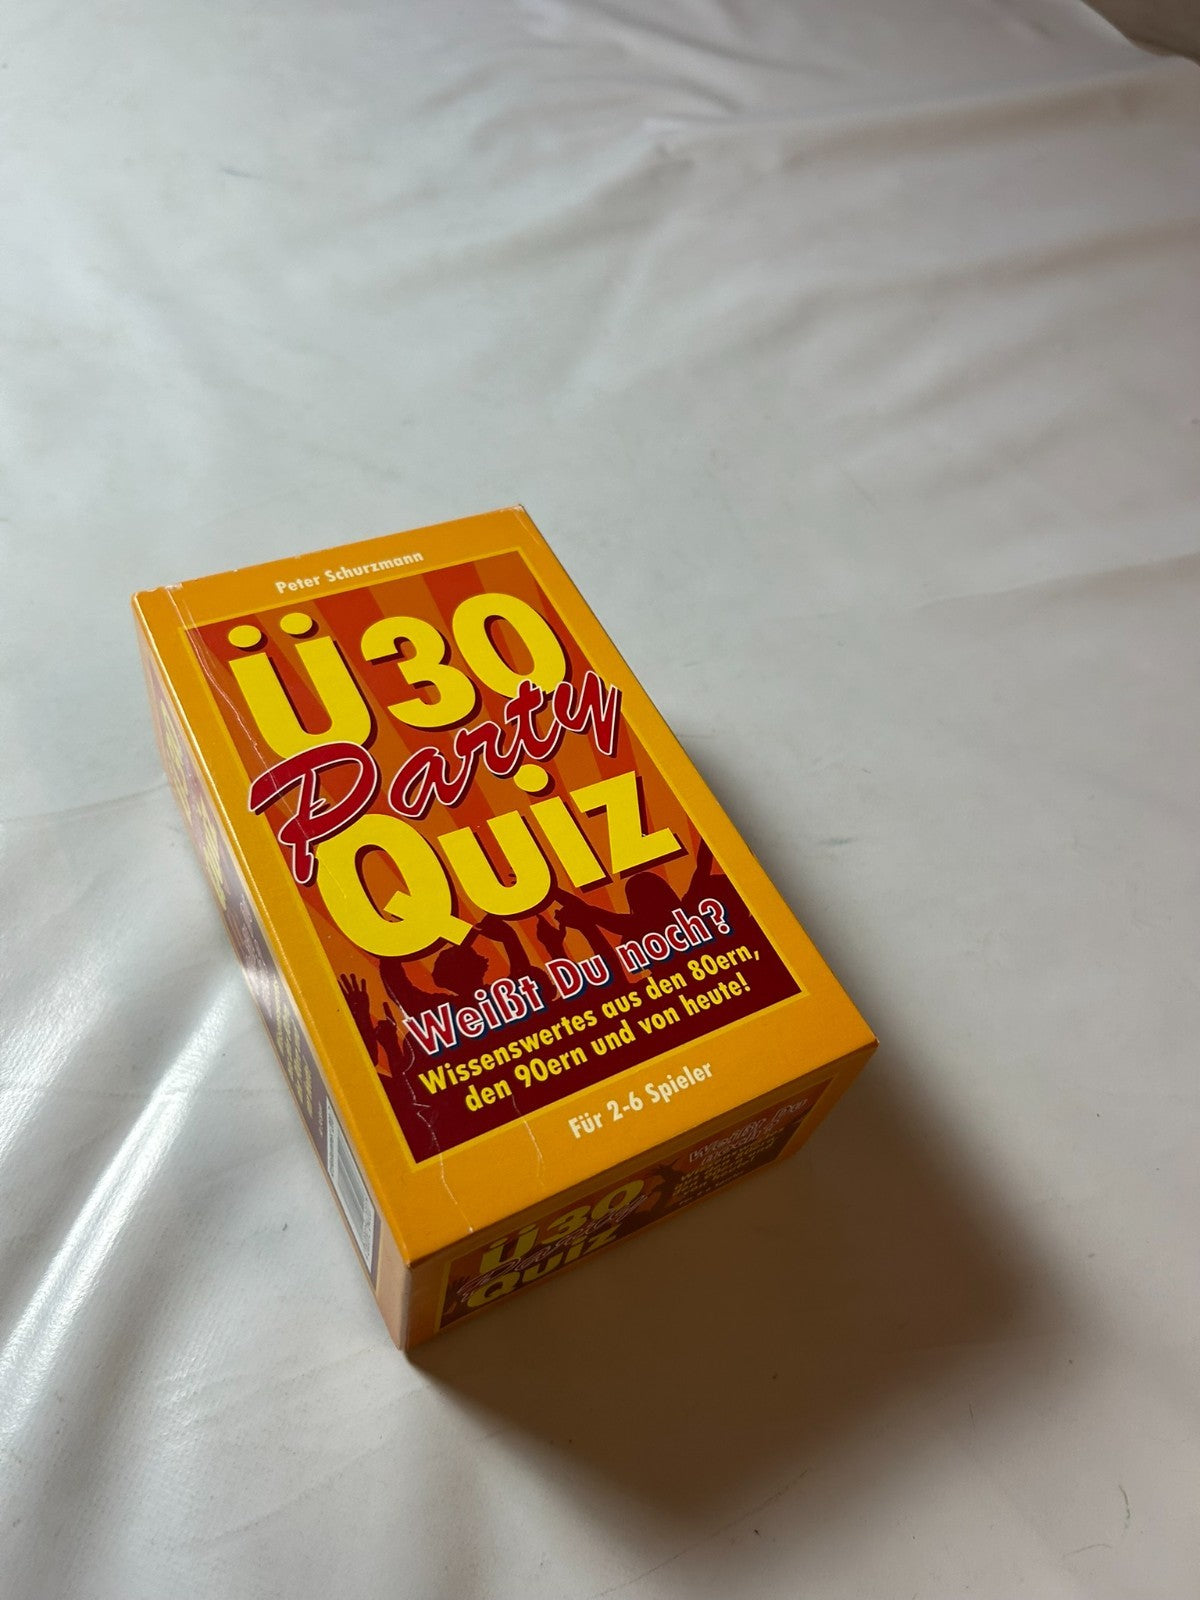 Peter Schurzmann
Ü30
Party
Quiz
Weißt Du noch?
Wissenswertes aus den 80ern,
den 90ern und von heute!
Für 2-6 Spieler
Ü30
Party
Quiz